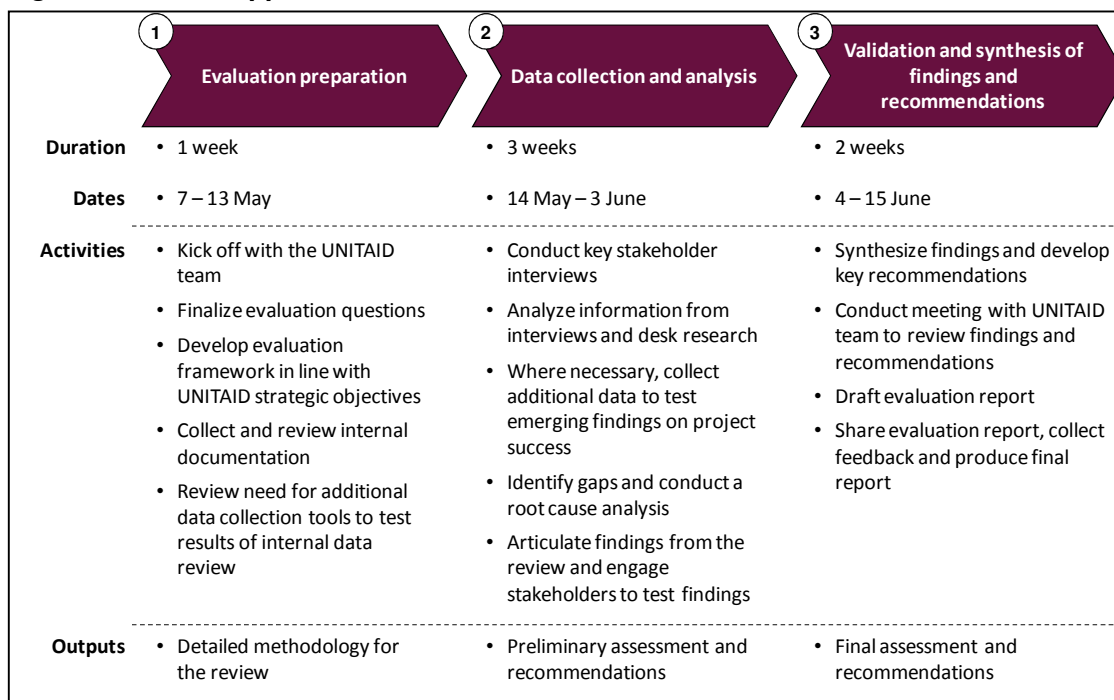 1
Evaluation preparation
2
Data collection and analysis
3
Validation and synthesis of
findings and
recommendations
Duration
• 1 week
• 3 weeks
• 2 weeks
Dates
• 7 – 13 May
• 14 May – 3 June
• 4 – 15 June
Activities
• Kick off with the UNITAID
team
• Finalize evaluation questions
• Develop evaluation
framework in line with
UNITAID strategic objectives
• Collect and review internal
documentation
• Review need for additional
data collection tools to test
results of internal data
review
• Conduct key stakeholder
interviews
• Analyze information from
interviews and desk research
• Where necessary, collect
additional data to test
emerging findings on project
success
• Identify gaps and conduct a
root cause analysis
• Articulate findings from the
review and engage
stakeholders to test findings
• Synthesize findings and develop
key recommendations
• Conduct meeting with UNITAID
team to review findings and
recommendations
• Draft evaluation report
• Share evaluation report, collect
feedback and produce final
report
Outputs
• Detailed methodology for
the review
• Preliminary assessment and
recommendations
• Final assessment and
recommendations